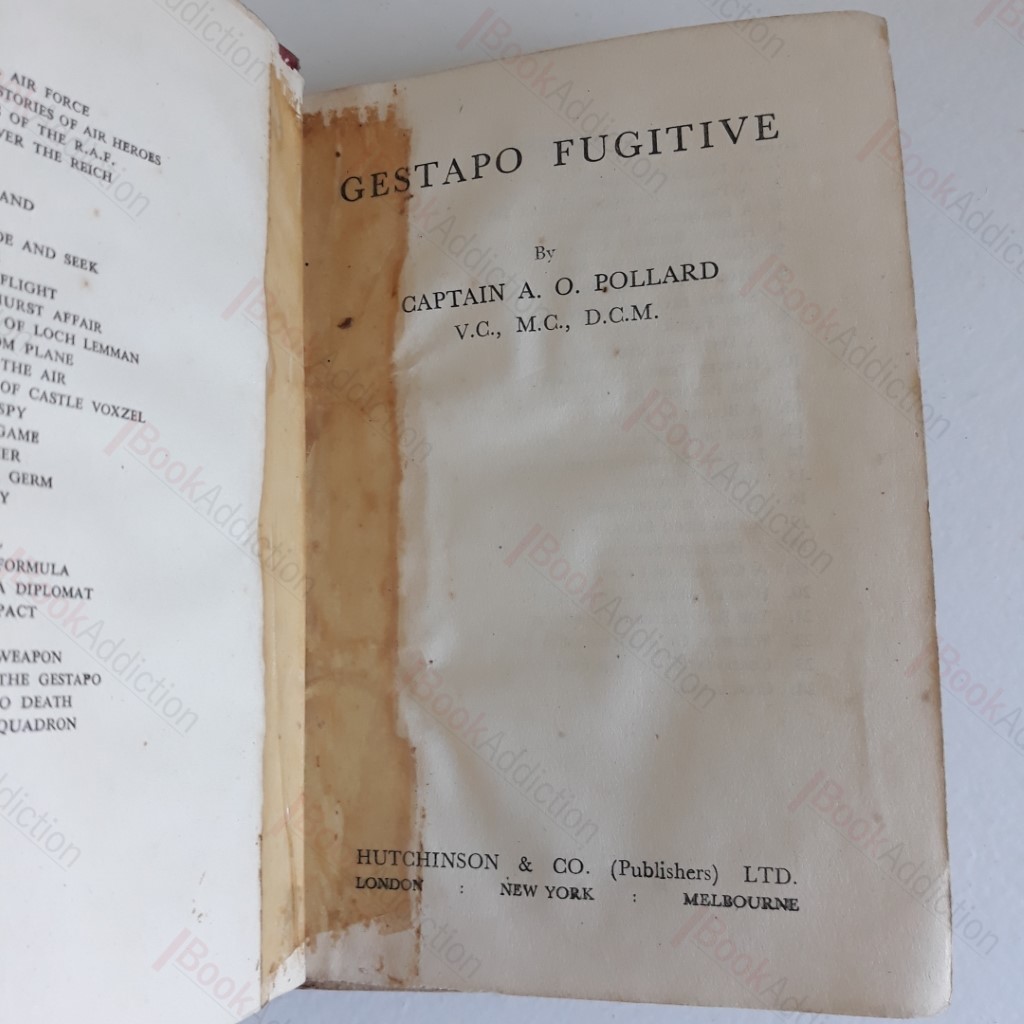 AIR FORCE
STORIES OF AIR HEROES
OF THE R.A.F.
VER THE REICH
AND
DE AND SEEK
FLIGHT
HURST AFFAIR
OF LOCH LEMMAN
OM PLANE
THE AIR
OF CASTLE VOXZEL
SPY
GAME
ER
GERM
Y
FORMULA
A DIPLOMAT
PACT
WEAPON
THE GESTAPO
O DEATH
QUADRON
GESTAPO FUGITIVE
By
CAPTAIN A. O. POLLARD
V.C., M.C., D.C.M.
HUTCHINSON & CO. (Publishers) LTD.
LONDON : NEW YORK : MELBOURNE
BookAddiction